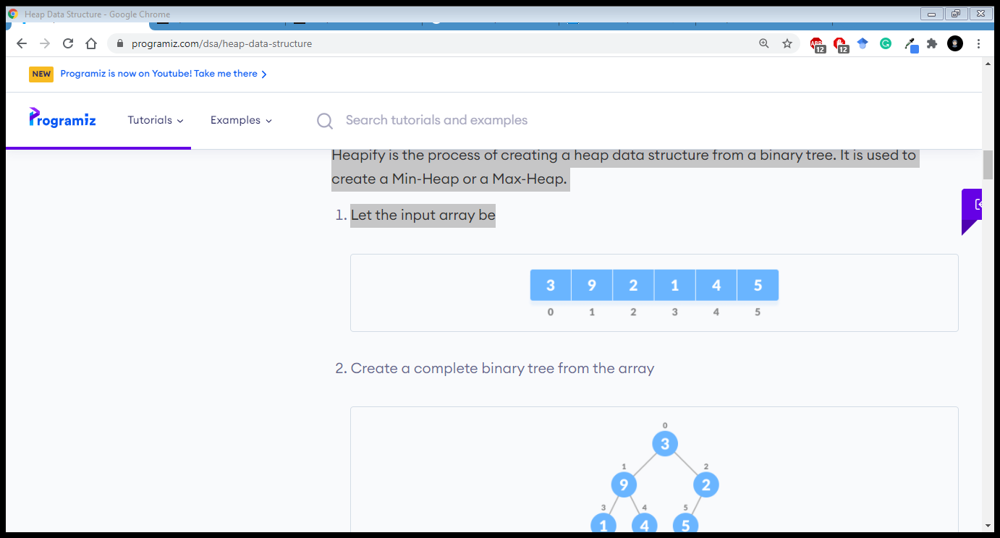 Heap Data Structure - Google Chrome
programiz.com/dsa/heap-data-structure
ABP
12
12
NEW Programiz is now on Youtube! Take me there
Programiz Tutorials Examples Search tutorials and examples
Heapify is the process of creating a heap data structure from a binary tree. It is used to
create a Min-Heap or a Max-Heap.
1. Let the input array be
3 9 2 1 4 5
0 1 2 3 4 5
2. Create a complete binary tree from the array
0
3
1 2
9 2
3 4 5
1 4 5